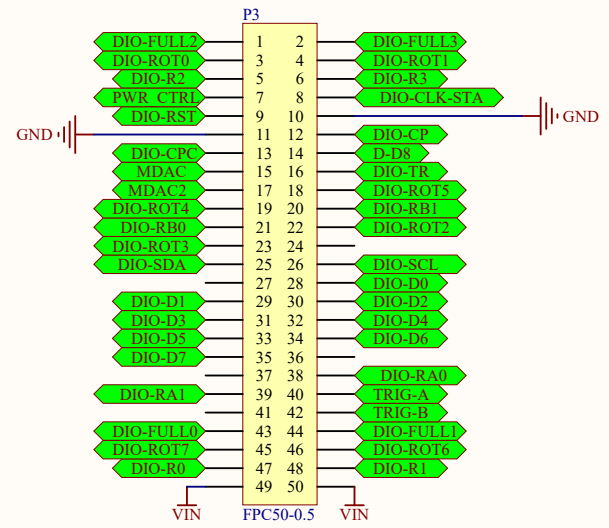 P3
DIO-FULL2 1 2 DIO-FULL3
DIO-ROT0 3 4 DIO-ROT1
DIO-R2 5 6 DIO-R3
PWR_CTRL 7 8 DIO-CLK-STA
DIO-RST 9 10 GND
GND 11 12 DIO-CP
DIO-CPC 13 14 D-D8
MDAC 15 16 DIO-TR
MDAC2 17 18 DIO-ROT5
DIO-ROT4 19 20 DIO-RB1
DIO-RB0 21 22 DIO-ROT2
DIO-ROT3 23 24
DIO-SDA 25 26 DIO-SCL
27 28 DIO-D0
DIO-D1 29 30 DIO-D2
DIO-D3 31 32 DIO-D4
DIO-D5 33 34 DIO-D6
DIO-D7 35 36
37 38 DIO-RA0
DIO-RA1 39 40 TRIG-A
41 42 TRIG-B
DIO-FULL0 43 44 DIO-FULL1
DIO-ROT7 45 46 DIO-ROT6
DIO-R0 47 48 DIO-R1
49 50
VIN FPC50-0.5 VIN